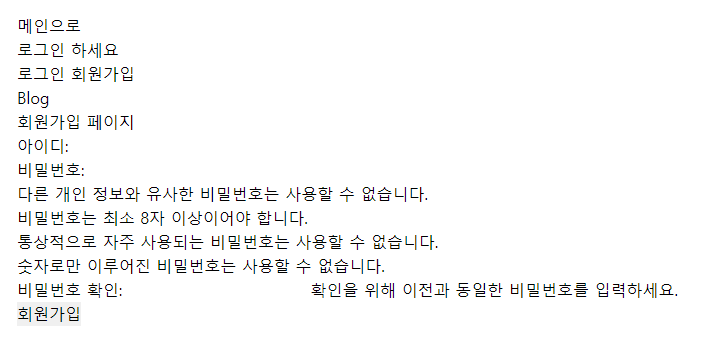 메인으로
로그인 하세요
로그인 회원가입
Blog
회원가입 페이지
아이디:
비밀번호:
다른 개인 정보와 유사한 비밀번호는 사용할 수 없습니다.
비밀번호는 최소 8자 이상이어야 합니다.
통상적으로 자주 사용되는 비밀번호는 사용할 수 없습니다.
숫자로만 이루어진 비밀번호는 사용할 수 없습니다.
비밀번호 확인: 확인을 위해 이전과 동일한 비밀번호를 입력하세요.
회원가입